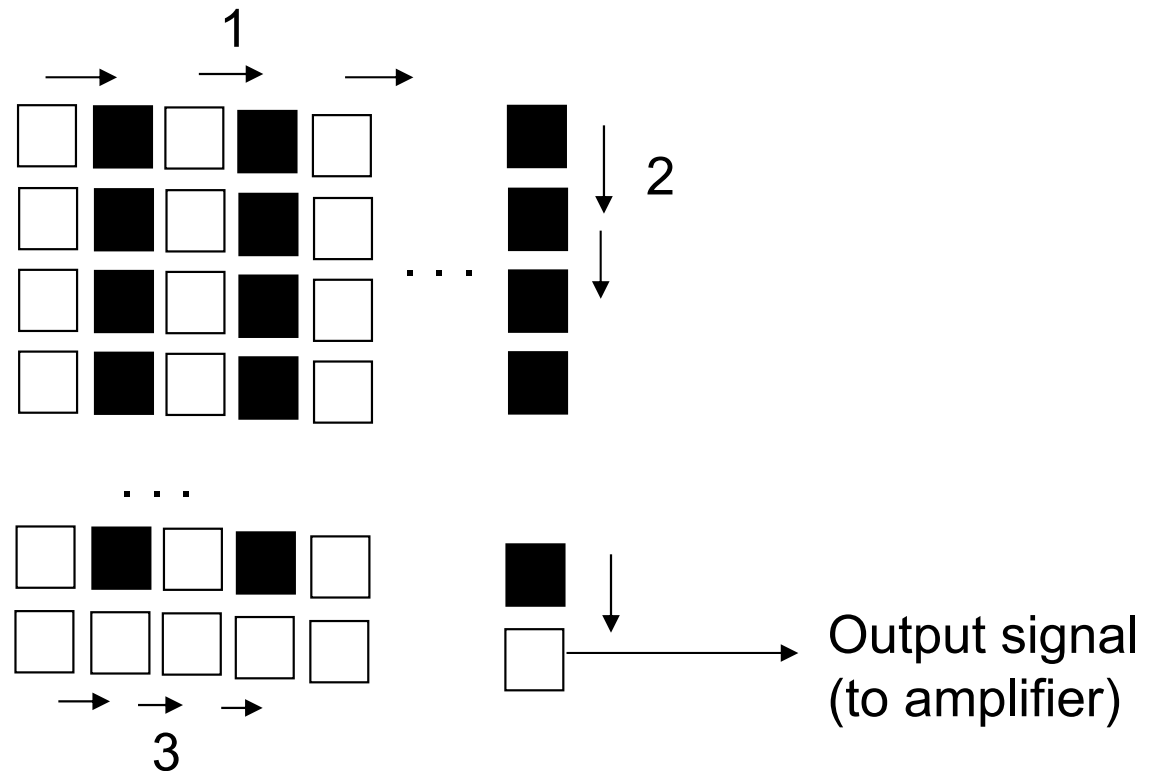 1
2
. . .
. . .
Output signal
(to amplifier)
3